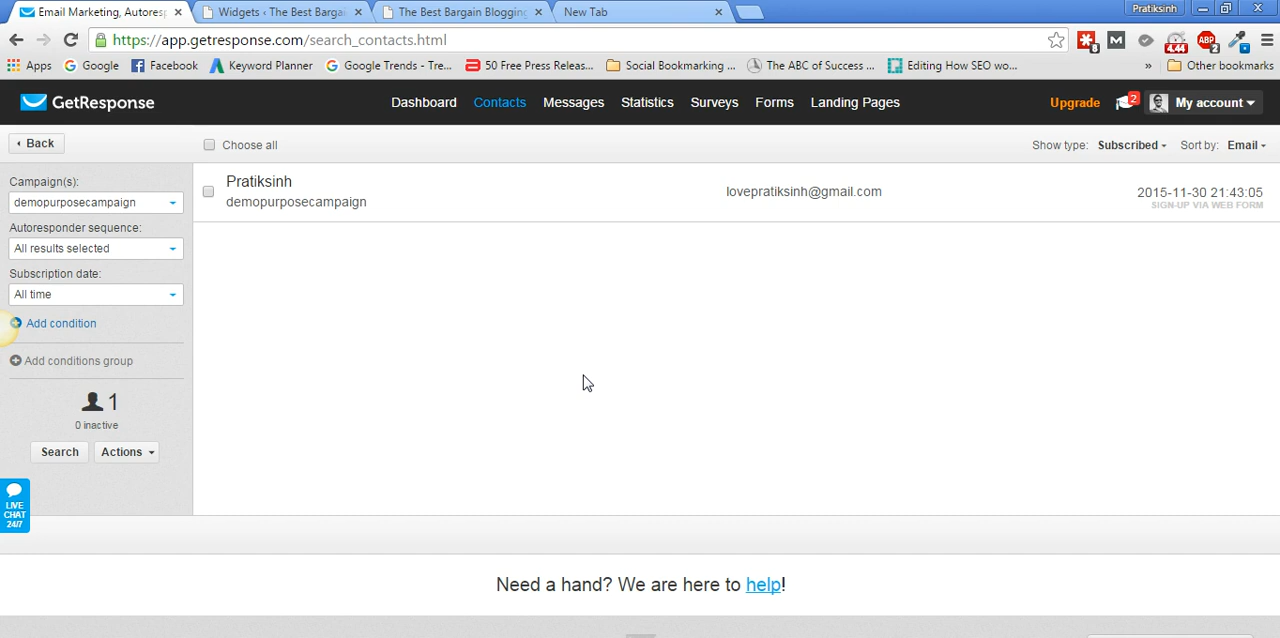 Email Marketing, Autoresp
Widgets ‹ The Best Bargai
The Best Bargain Blogging
New Tab
Pratiksinh
https://app.getresponse.com/search_contacts.html
8
M
4.44
ABP
2
Apps
Google
Facebook
Keyword Planner
Google Trends - Tre...
50 Free Press Releas...
Social Bookmarking ...
The ABC of Success ...
Editing How SEO wo...
»
Other bookmarks
GetResponse
Dashboard
Contacts
Messages
Statistics
Surveys
Forms
Landing Pages
Upgrade
2
My account
Back
Choose all
Show type: Subscribed
Sort by: Email
Campaign(s):
demopurposecampaign
Autoresponder sequence:
All results selected
Subscription date:
All time
Add condition
Add conditions group
1
0 inactive
Search
Actions
Pratiksinh
demopurposecampaign
lovepratiksinh@gmail.com
2015-11-30 21:43:05
SIGN-UP VIA WEB FORM
LIVE
CHAT
24/7
Need a hand? We are here to help!